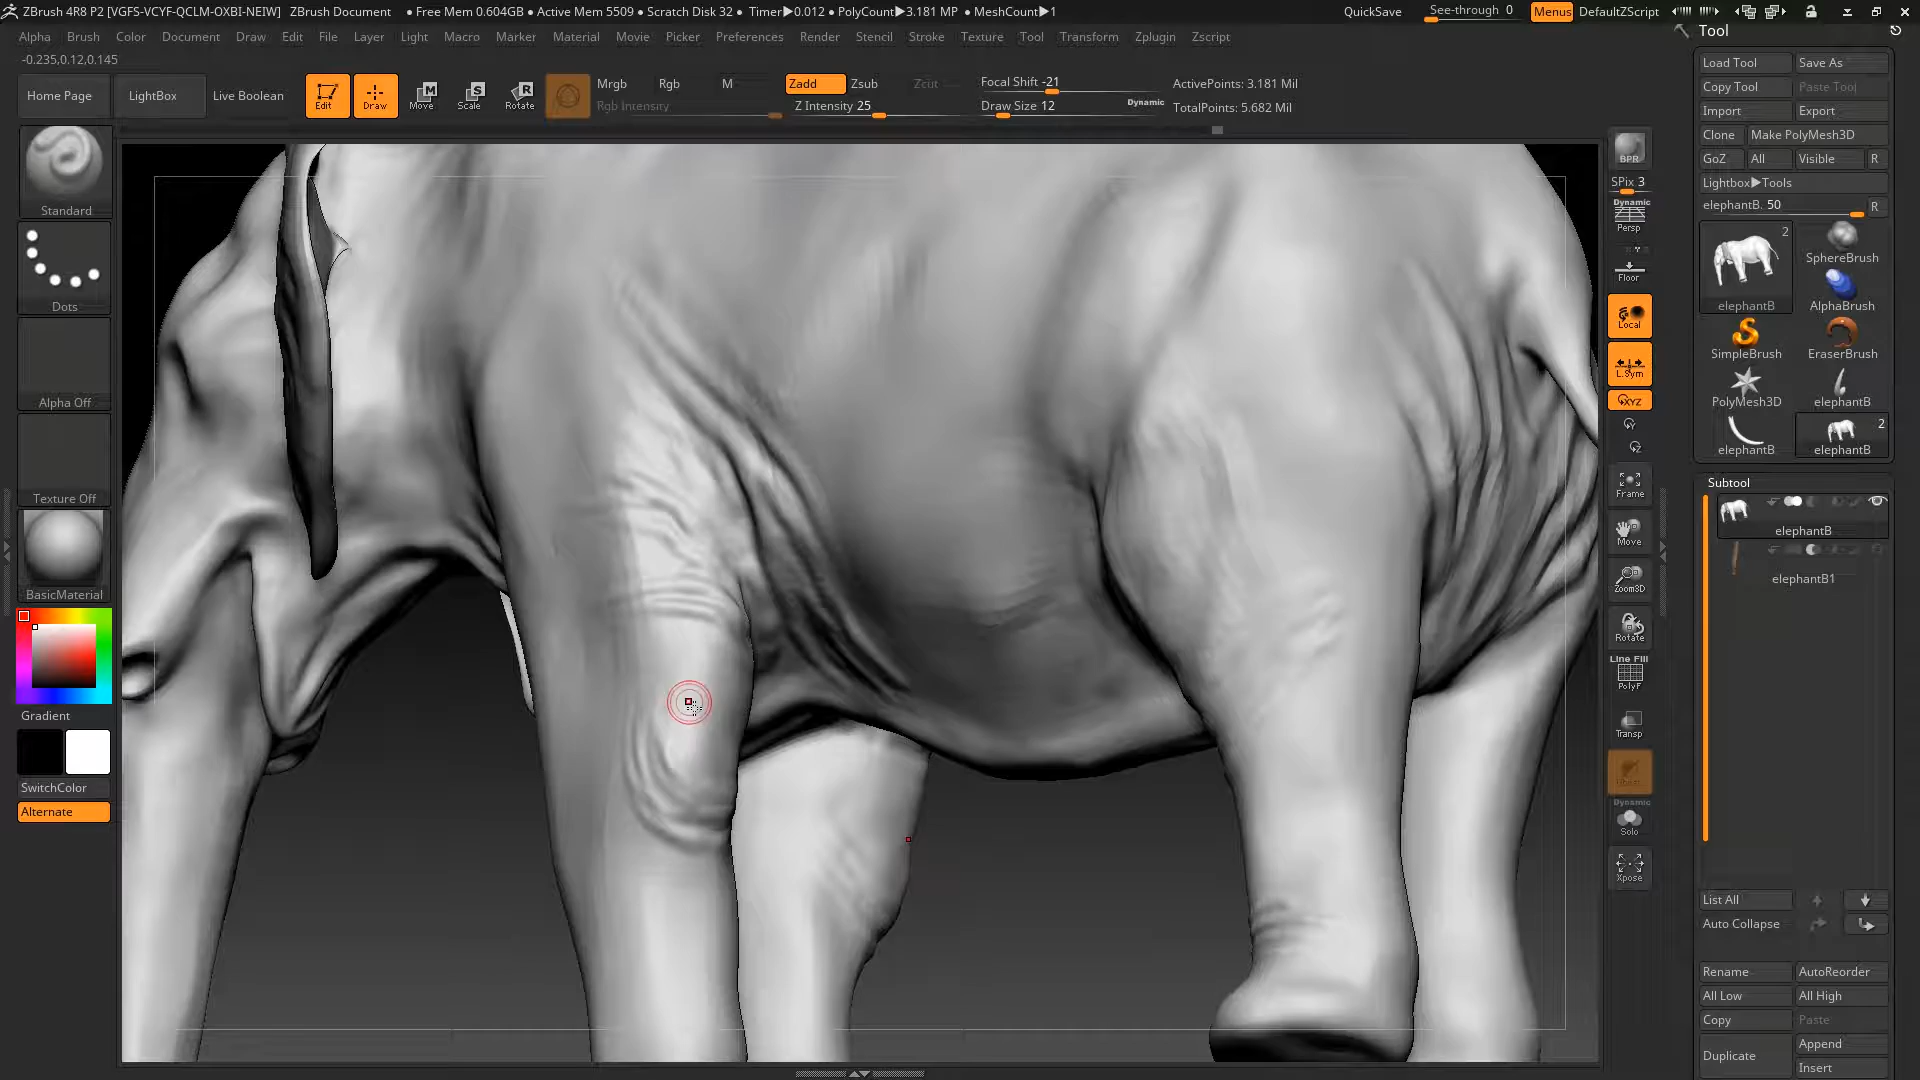 ZBrush 4R8 P2 [VGFS-VCYF-QCLM-OXBI-NEIW] ZBrush Document • Free Mem 0.604GB • Active Mem 5509 • Scratch Disk 32 • Timer▶0.012 • PolyCount▶3.181 MP • MeshCount▶1 QuickSave See-through 0 Menus DefaultZScript
Alpha Brush Color Document Draw Edit File Layer Light Macro Marker Material Movie Picker Preferences Render Stencil Stroke Texture Tool Transform Zplugin Zscript
Tool
-0.235,0.12,0.145
Home Page LightBox Live Boolean Edit Draw Move Scale Rotate
Mrgb Rgb M Zadd Zsub Zcut Focal Shift -21 ActivePoints: 3.181 Mil
Rgb Intensity Z Intensity 25 Draw Size 12 Dynamic TotalPoints: 5.682 Mil
Load Tool Save As
Copy Tool Paste Tool
Import Export
Clone Make PolyMesh3D
GoZ All Visible R
Lightbox▶Tools
elephantB. 50 R
2
elephantB
SphereBrush
AlphaBrush
SimpleBrush EraserBrush
PolyMesh3D elephantB
2
elephantB elephantB
Subtool
elephantB
elephantB1
List All
Auto Collapse
Rename AutoReorder
All Low All High
Copy Paste
Duplicate Append
Insert
Standard
Dots
Alpha Off
Texture Off
BasicMaterial
Gradient
SwitchColor
Alternate
BPR
SPix 3
Dynamic
Persp
Floor
Local
L.Sym
XYZ
Y
Z
Frame
Move
Zoom3D
Rotate
Line Fill
PolyF
Transp
Dynamic
Solo
Xpose